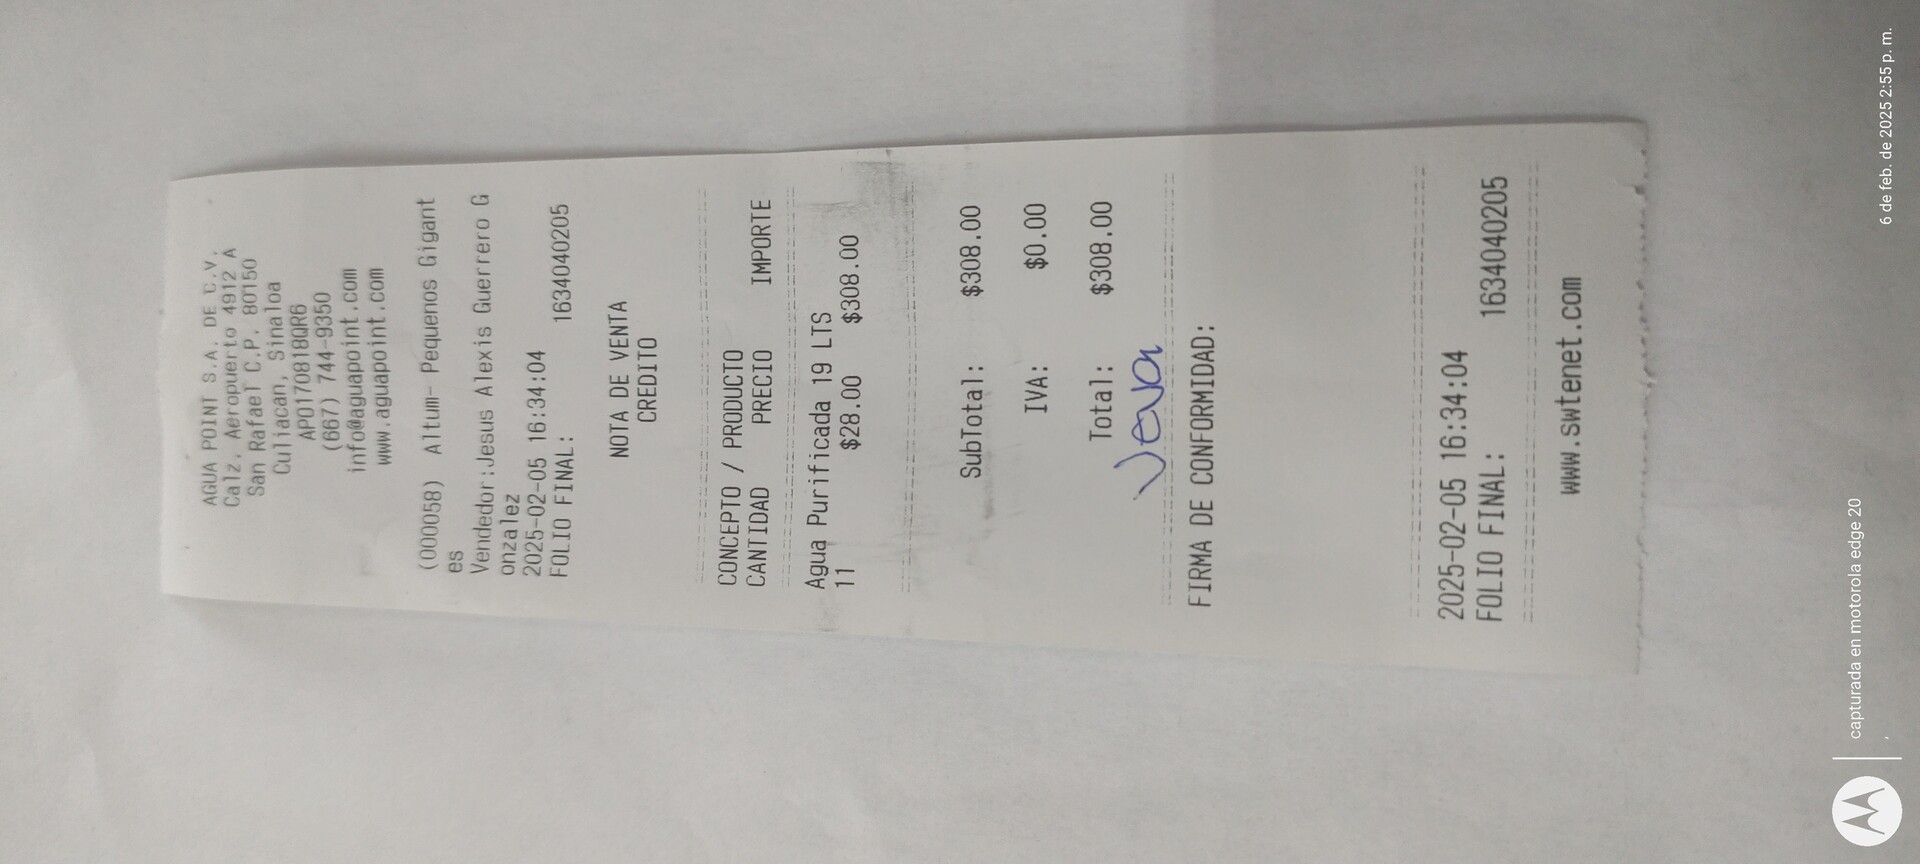 AGUA POINT S.A. DE C.V.
Calz. Aeropuerto 4912 A
San Rafael C.P. 80150
Culiacan, Sinaloa
APO170818QR6
(667) 744-9350
info@aguapoint.com
www.aguapoint.com
(000058) Altum- Pequenos Gigant
es
Vendedor:Jesus Alexis Guerrero G
onzalez
2025-02-05 16:34:04
FOLIO FINAL: 1634040205
NOTA DE VENTA
CREDITO
CONCEPTO / PRODUCTO
CANTIDAD PRECIO IMPORTE
Agua Purificada 19 LTS
11 $28.00 $308.00
SubTotal: $308.00
IVA: $0.00
Total: $308.00
FIRMA DE CONFORMIDAD:
2025-02-05 16:34:04
FOLIO FINAL: 1634040205
www.swtenet.com
capturada en motorola edge 20
6 de feb. de 2025 2:55 p. m.